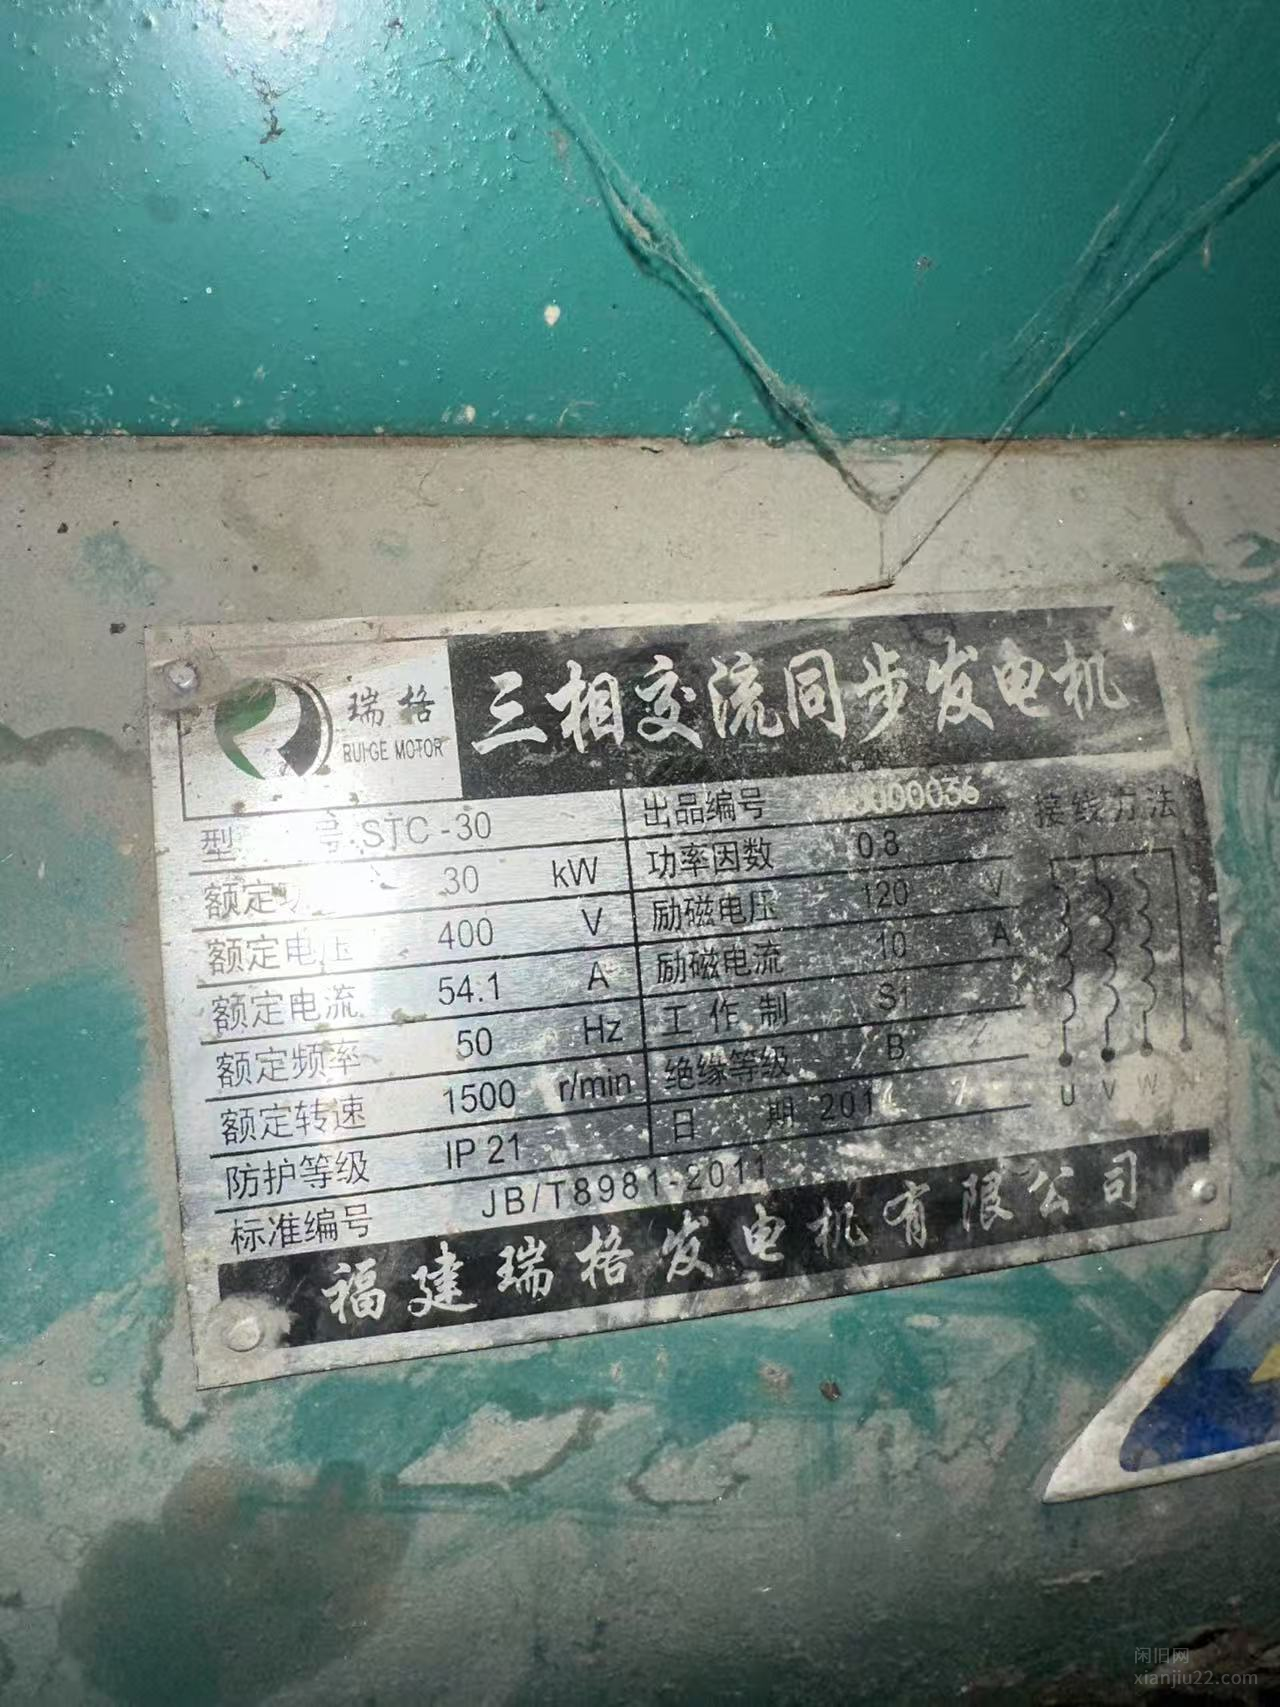 瑞格
RUIGE MOTOR
三相交流同步发电机
型号 STC-30
出品编号
接线方法
额定 30 kW
功率因数 0.8
额定电压 400 V
励磁电压 120 V
额定电流 54.1 A
励磁电流 10 A
额定频率 50 Hz
工作制 S1
额定转速 1500 r/min
绝缘等级 B
防护等级 IP 21
日期
标准编号 JB/T8981-2011
U V W
福建瑞格发电机有限公司
闲旧网
xianjiu22.com